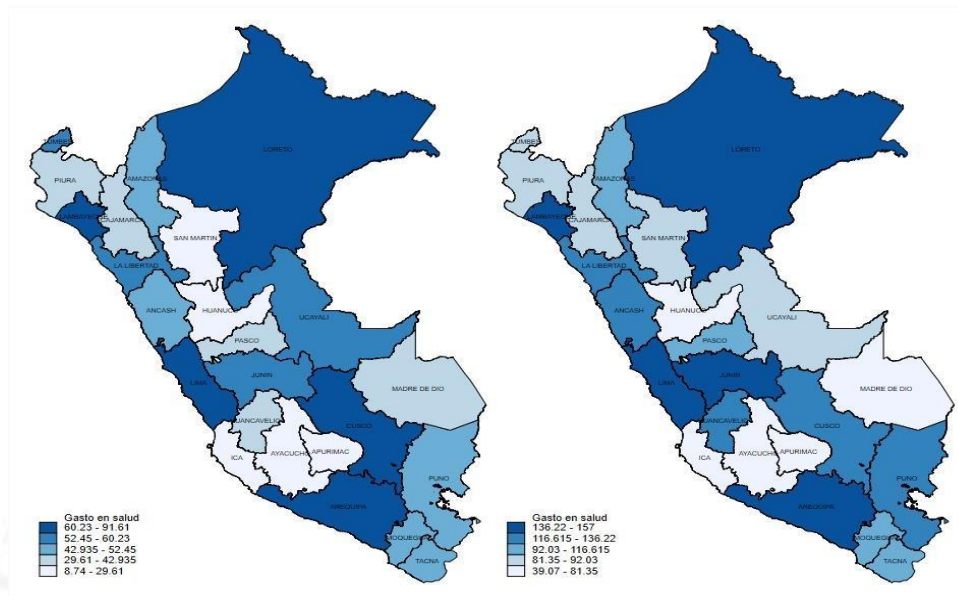 TUMBES
PIURA
LAMBAYEQUE
CAJAMARCA
AMAZONAS
LORETO
SAN MARTIN
LA LIBERTAD
ANCASH
HUANUCO
UCAYALI
PASCO
LIMA
JUNIN
MADRE DE DIO
CUSCO
HUANCAVELIC
ICA
AYACUCHO
APURIMAC
PUNO
AREQUIPA
MOQUEGUA
TACNA
Gasto en salud
60.23 - 91.61
52.45 - 60.23
42.935 - 52.45
29.61 - 42.935
8.74 - 29.61
TUMBES
PIURA
LAMBAYEQUE
CAJAMARCA
AMAZONAS
LORETO
SAN MARTIN
LA LIBERTAD
ANCASH
HUANUCO
UCAYALI
PASCO
LIMA
JUNIN
MADRE DE DIO
CUSCO
HUANCAVELIC
ICA
AYACUCHO
APURIMAC
PUNO
AREQUIPA
MOQUEGUA
TACNA
Gasto en salud
136.22 - 157
116.615 - 136.22
92.03 - 116.615
81.35 - 92.03
39.07 - 81.35